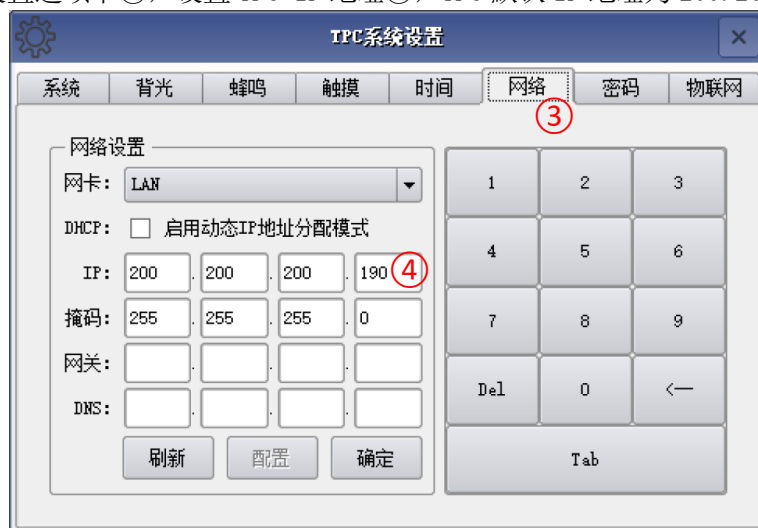 TPC系统设置
系统 背光 蜂鸣 触摸 时间 网络 密码 物联网
③
网络设置
网卡： LAN
DHCP： 启用动态IP地址分配模式
IP： 200 . 200 . 200 . 190 ④
掩码： 255 . 255 . 255 . 0
网关： . . .
DNS： . . .
刷新 配置 确定
1 2 3
4 5 6
7 8 9
Del 0 <—
Tab